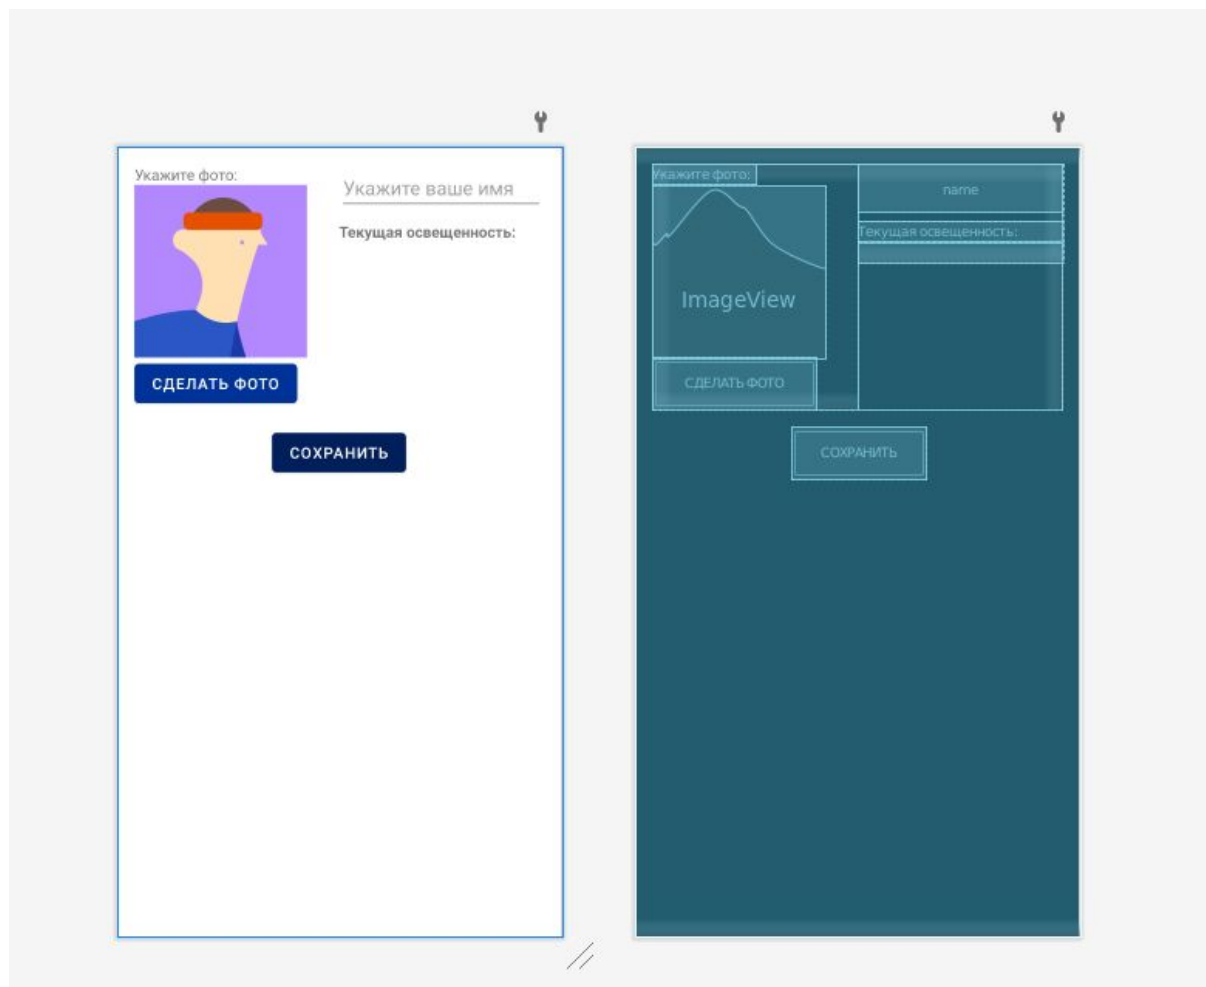 Укажите фото:
Укажите ваше имя
Текущая освещенность:
СДЕЛАТЬ ФОТО
СОХРАНИТЬ
Укажите фото:
name
Текущая освещенность:
ImageView
СДЕЛАТЬ ФОТО
СОХРАНИТЬ